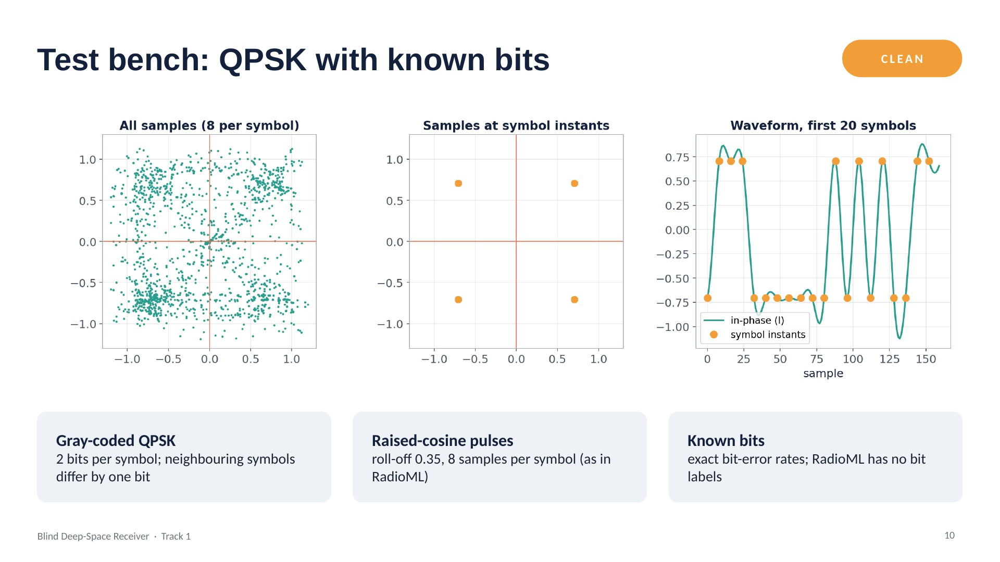 Test bench: QPSK with known bits
CLEAN
All samples (8 per symbol)
1.0
0.5
0.0
−0.5
−1.0
−1.0 −0.5 0.0 0.5 1.0
Samples at symbol instants
1.0
0.5
0.0
−0.5
−1.0
−1.0 −0.5 0.0 0.5 1.0
Waveform, first 20 symbols
0.75
0.50
0.25
0.00
−0.25
−0.50
−0.75
−1.00
in-phase (I)
symbol instants
0 25 50 75 100 125 150
sample
Gray-coded QPSK
2 bits per symbol; neighbouring symbols
differ by one bit
Raised-cosine pulses
roll-off 0.35, 8 samples per symbol (as in
RadioML)
Known bits
exact bit-error rates; RadioML has no bit
labels
Blind Deep-Space Receiver · Track 1
10